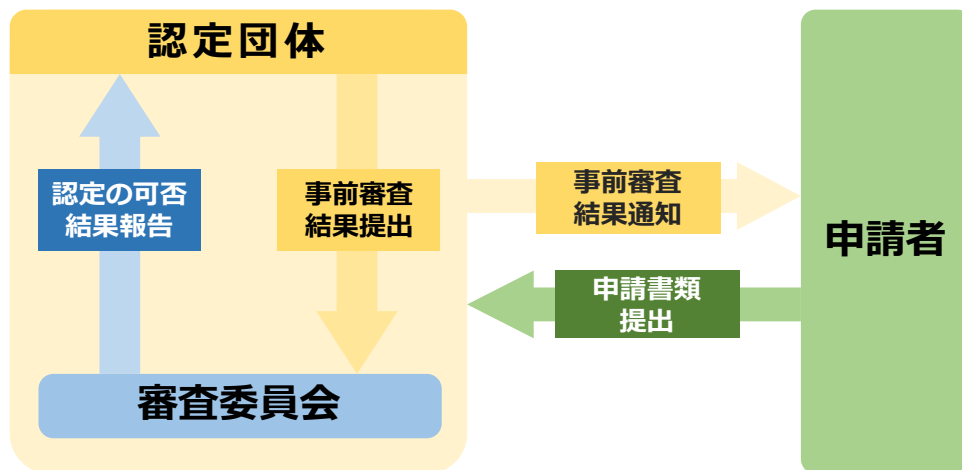 認定団体
認定の可否
結果報告
事前審査
結果提出
事前審査
結果通知
申請者
申請書類
提出
審査委員会